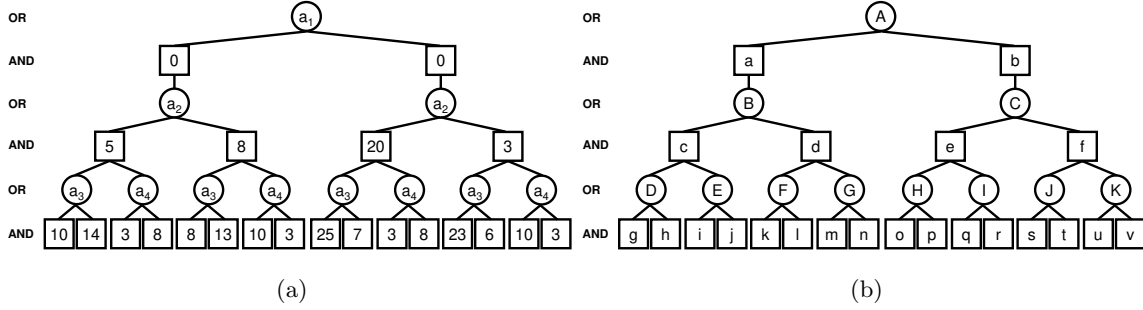 OR a₁ OR A
AND 0 0 AND a b
OR a₂ a₂ OR B C
AND 5 8 20 3 AND c d e f
OR a₃ a₄ a₃ a₄ a₃ a₄ a₃ a₄ OR D E F G H I J K
AND 10 14 3 8 8 13 10 3 25 7 3 8 23 6 10 3 AND g h i j k l m n o p q r s t u v
(a) (b)